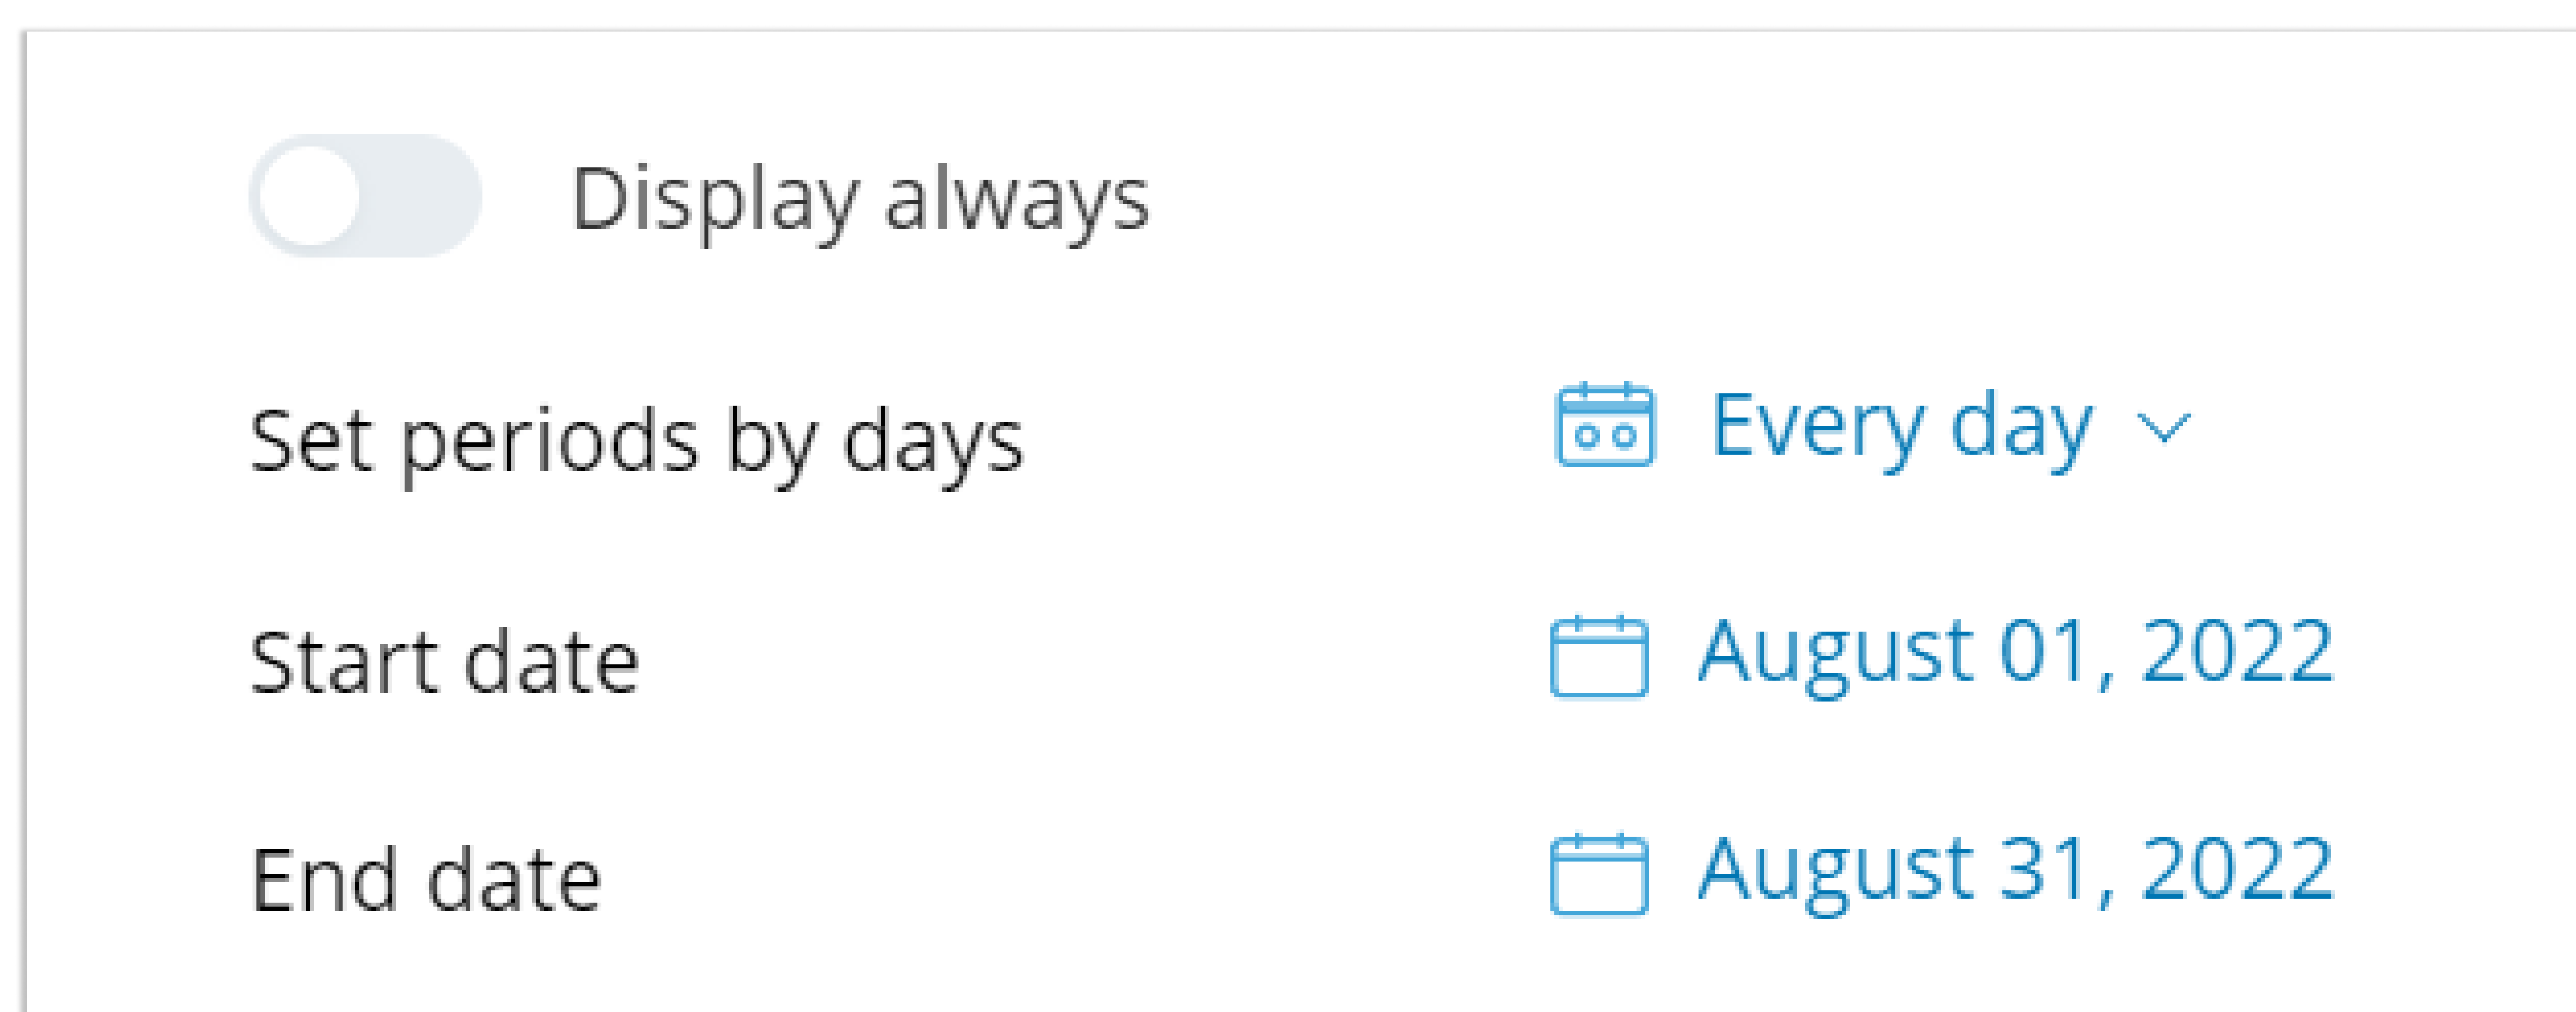 Display always
Set periods by days Every day
Start date August 01, 2022
End date August 31, 2022